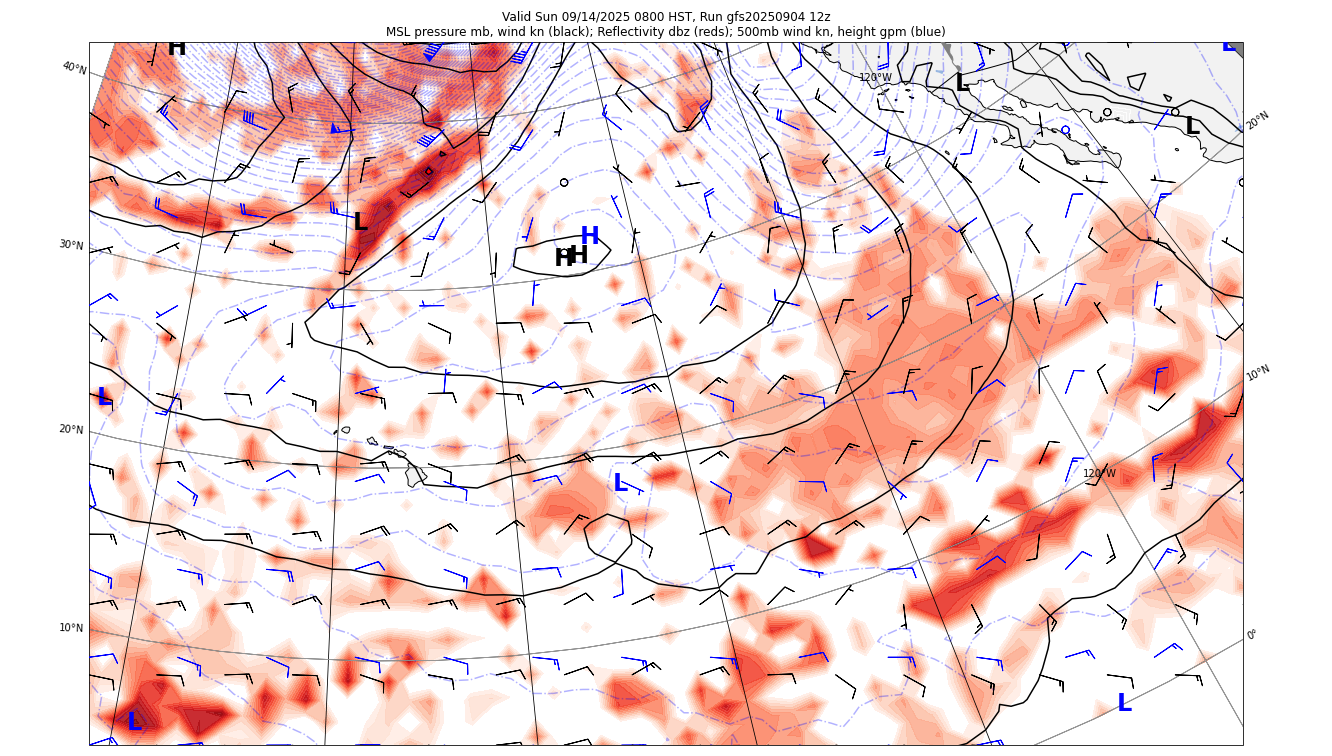 Valid Sun 09/14/2025 0800 HST, Run gfs20250904 12z
MSL pressure mb, wind kn (black); Reflectivity dbz (reds); 500mb wind kn, height gpm (blue)
H
L
40°N
120°W
L
20°N
L
L
H
30°N
H
H
10°N
L
20°N
120°W
L
10°N
0°
L
L